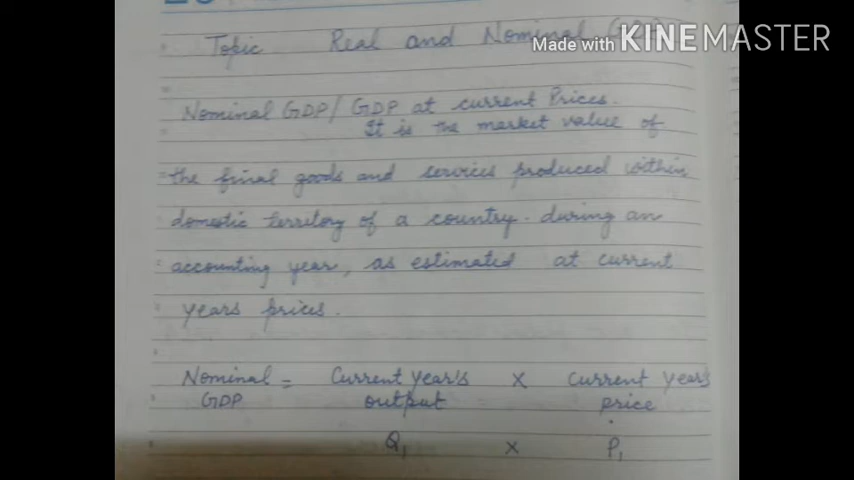 Topic Real and Nominal GDP
Made with KINEMASTER
Nominal GDP/ GDP at current Prices.
It is the market value of
the final goods and services produced within
domestic territory of a country. during an
accounting year, as estimated at current
years prices.
Nominal = Current year's × current year's
GDP output price
Q1 × P1